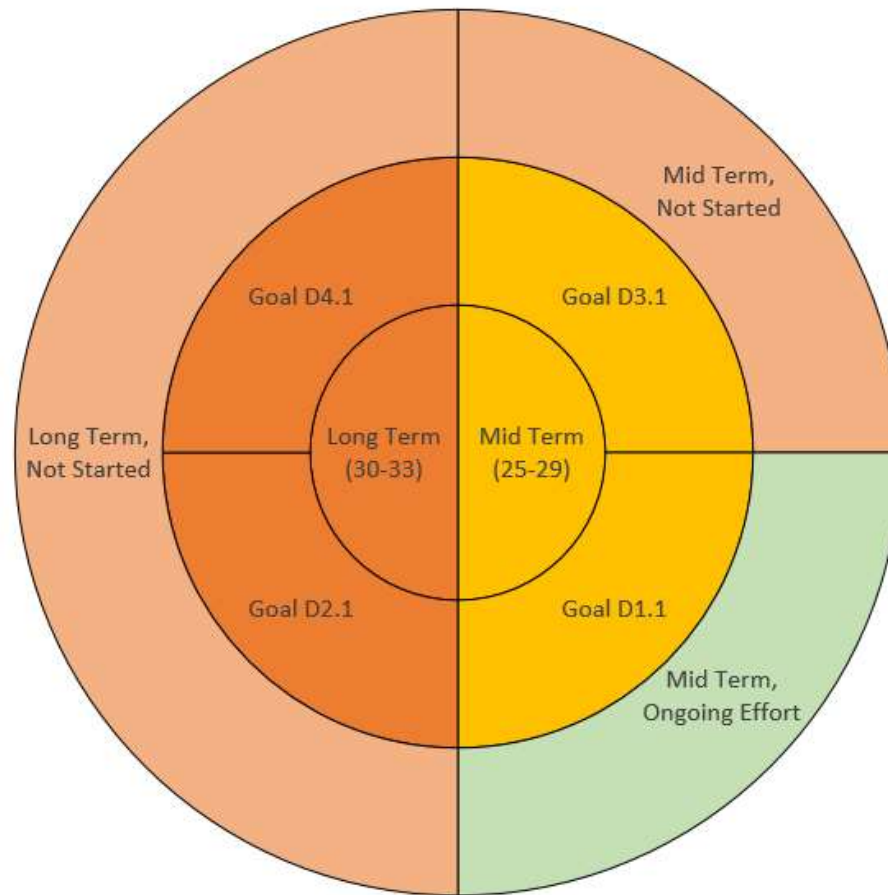 Mid Term,
Not Started
Goal D4.1
Goal D3.1
Long Term,
Not Started
Long Term
(30-33)
Mid Term
(25-29)
Goal D2.1
Goal D1.1
Mid Term,
Ongoing Effort